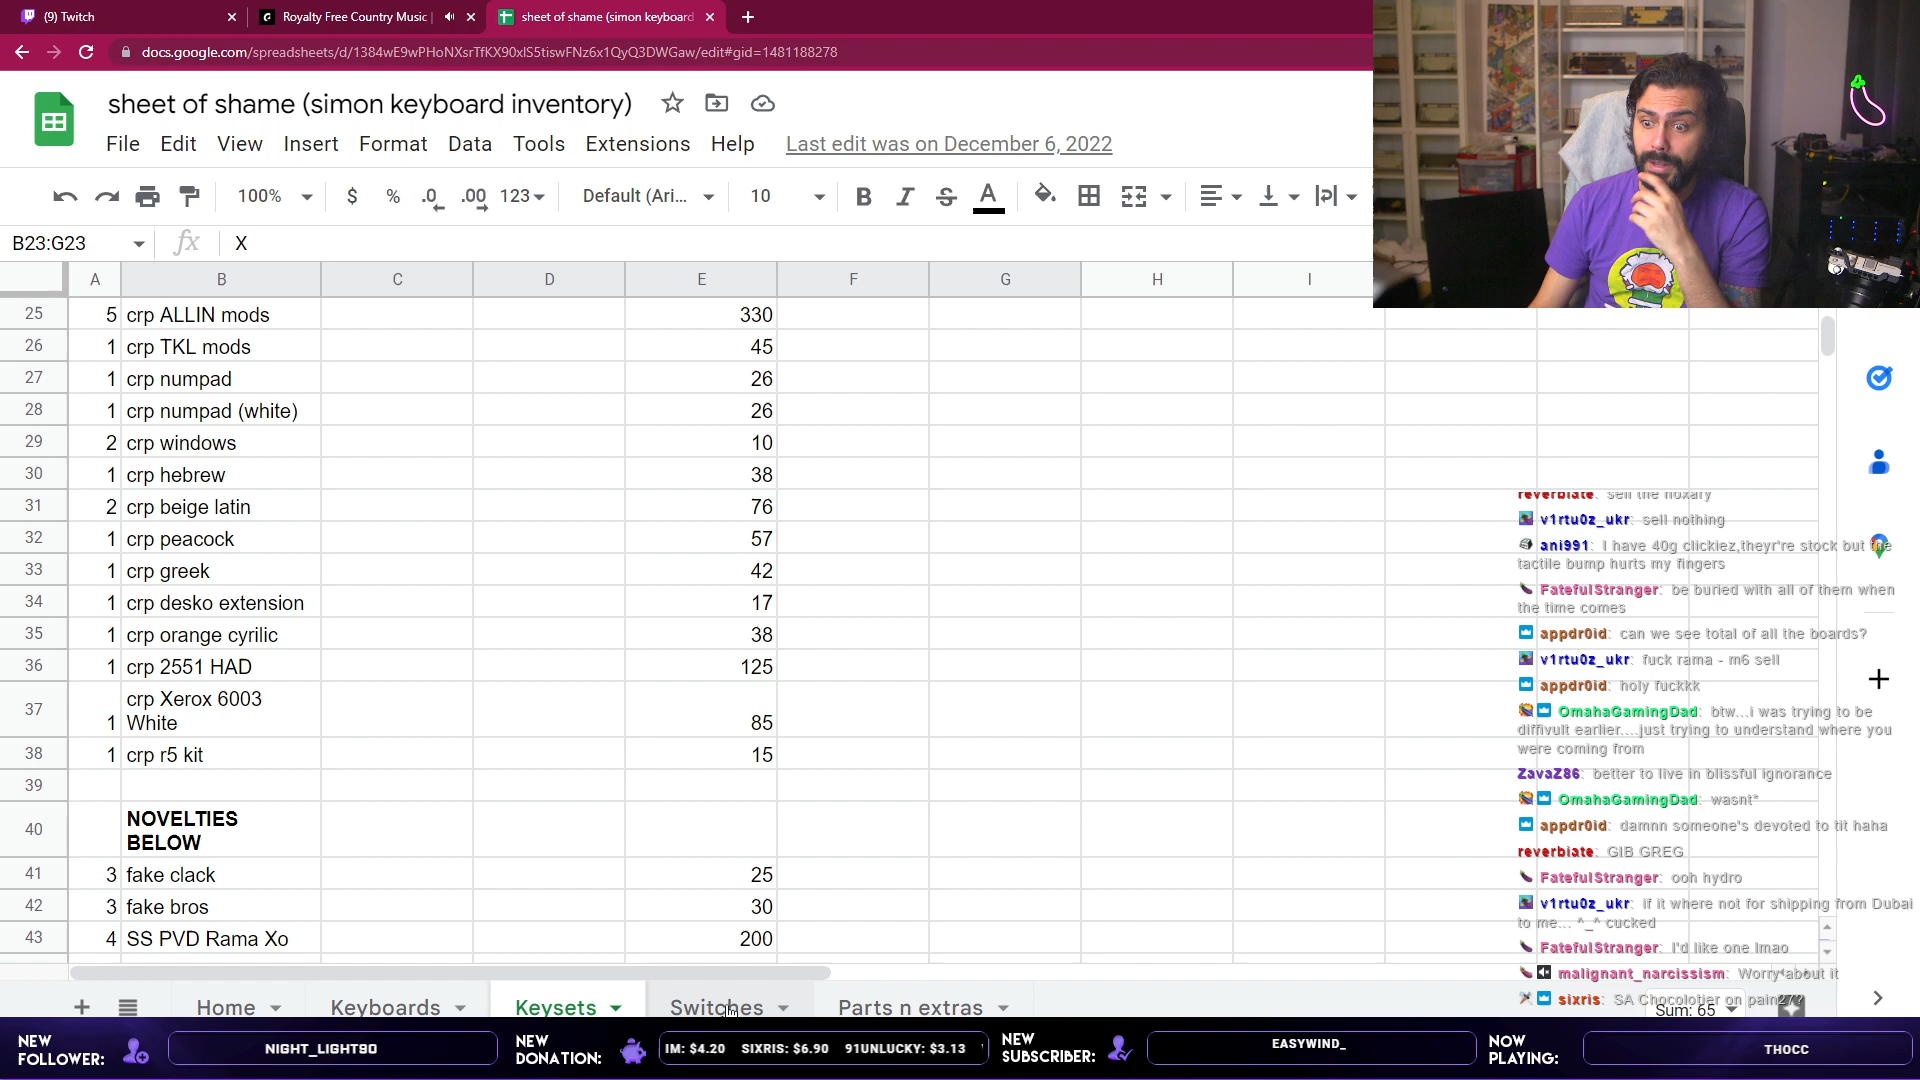 (9) Twitch
Royalty Free Country Music |
sheet of shame (simon keyboard
docs.google.com/spreadsheets/d/1384wE9wPHoNXsrTfKX90xlS5tiswFNz6x1QyQ3DWGaw/edit#gid=1481188278
sheet of shame (simon keyboard inventory)
File Edit View Insert Format Data Tools Extensions Help Last edit was on December 6, 2022
100% $ % .0 .00 123 Default (Ari... 10 B I S A
B23:G23 fx X
A B C D E F G H I
25 5 crp ALLIN mods 330
26 1 crp TKL mods 45
27 1 crp numpad 26
28 1 crp numpad (white) 26
29 2 crp windows 10
30 1 crp hebrew 38
31 2 crp beige latin 76
32 1 crp peacock 57
33 1 crp greek 42
34 1 crp desko extension 17
35 1 crp orange cyrilic 38
36 1 crp 2551 HAD 125
37 1 crp Xerox 6003
White 85
38 1 crp r5 kit 15
39
40 NOVELTIES
BELOW
41 3 fake clack 25
42 3 fake bros 30
43 4 SS PVD Rama Xo 200
reverbiate: sell the noxary
v1rtu0z_ukr: sell nothing
ani991: I have 40g clickiez,theyr're stock but the
tactile bump hurts my fingers
FatefulStranger: be buried with all of them when
the time comes
appdr0id: can we see total of all the boards?
v1rtu0z_ukr: fuck rama - m6 sell
appdr0id: holy fuckkk
OmahaGamingDad: btw...i was trying to be
diffivult earlier....just trying to understand where you
were coming from
ZavaZ86: better to live in blissful ignorance
OmahaGamingDad: wasnt*
appdr0id: damnn someone's devoted to tit haha
reverbiate: GIB GREG
FatefulStranger: ooh hydro
v1rtu0z_ukr: if it where not for shipping from Dubai
to me... ^_^ cucked
FatefulStranger: I'd like one lmao
malignant_narcissism: Worry about it
sixris: SA Chocolotier on pain27?
Home Keyboards Keysets Switches Parts n extras Sum: 65
NEW
FOLLOWER: NIGHT_LIGHT90
NEW
DONATION: IM: $4.20 SIXRIS: $6.90 91UNLUCKY: $3.13
NEW
SUBSCRIBER: EASYWIND_
NOW
PLAYING: THOCC